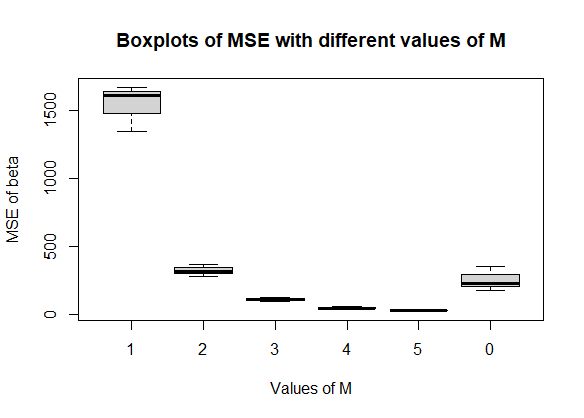 Boxplots of MSE with different values of M
MSE of beta
1500
1000
500
0
1 2 3 4 5 0
Values of M